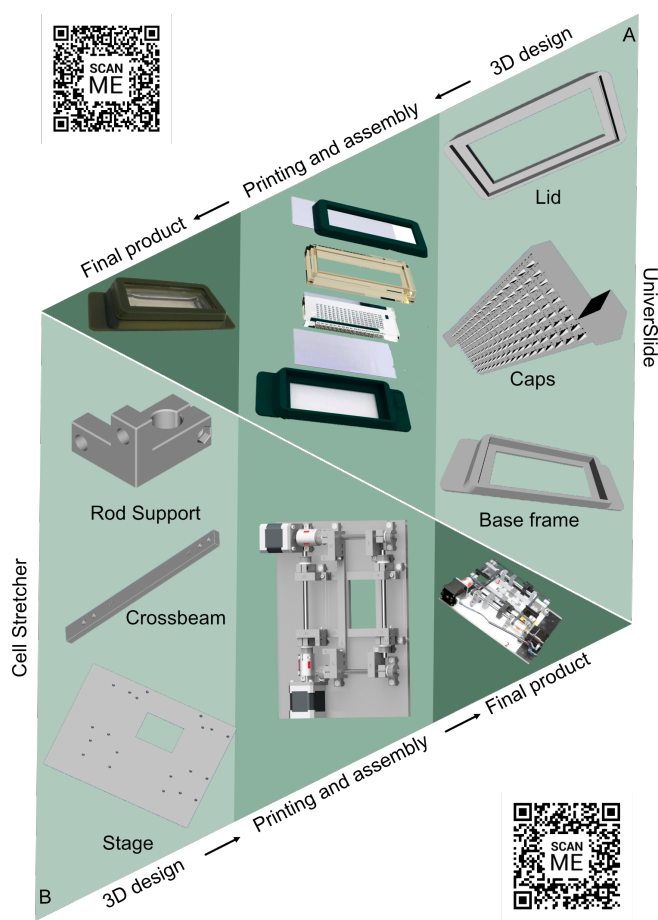 SCAN
ME
A
3D design
Printing and assembly
Final product
Lid
UniverSlide
Caps
Base frame
Rod Support
Crossbeam
Cell Stretcher
Stage
B
3D design
Printing and assembly
Final product
SCAN
ME